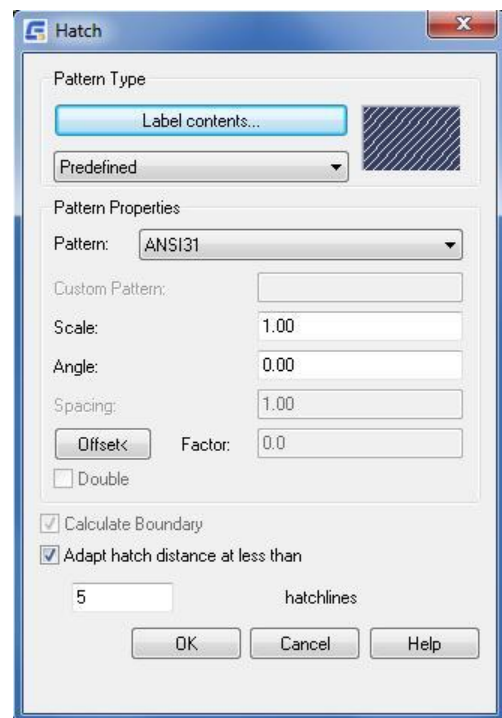 Hatch
Pattern Type
Label contents...
Predefined
Pattern Properties
Pattern: ANSI31
Custom Pattern:
Scale: 1.00
Angle: 0.00
Spacing: 1.00
Offset< Factor: 0.0
Double
Calculate Boundary
Adapt hatch distance at less than
5 hatchlines
OK Cancel Help